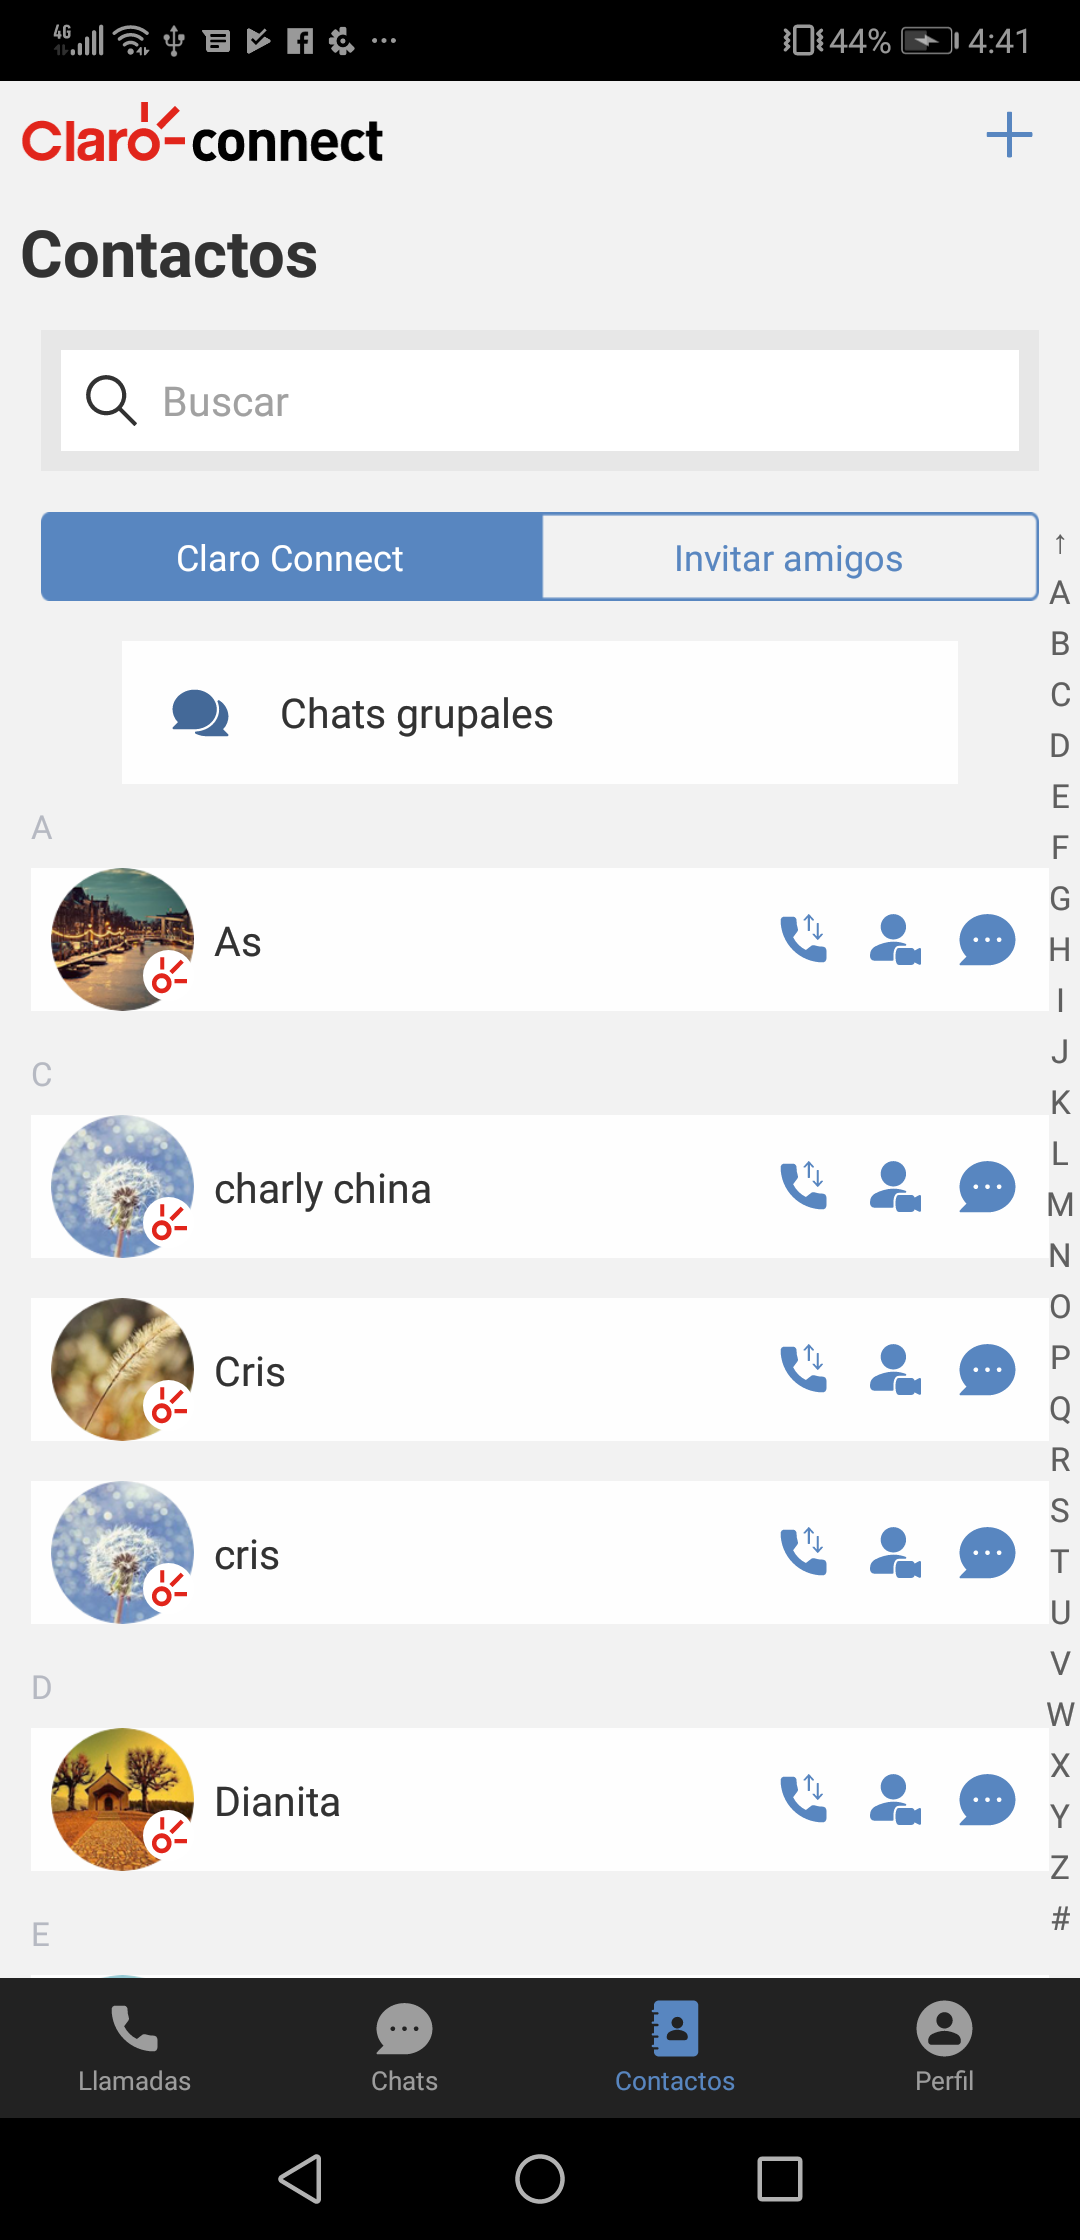 4G 44% 4:41
Claro connect
Contactos
Buscar
Claro Connect Invitar amigos
Chats grupales
A
As
C
charly china
Cris
cris
D
Dianita
E
↑
A
B
C
D
E
F
G
H
I
J
K
L
M
N
O
P
Q
R
S
T
U
V
W
X
Y
Z
#
Llamadas Chats Contactos Perfil